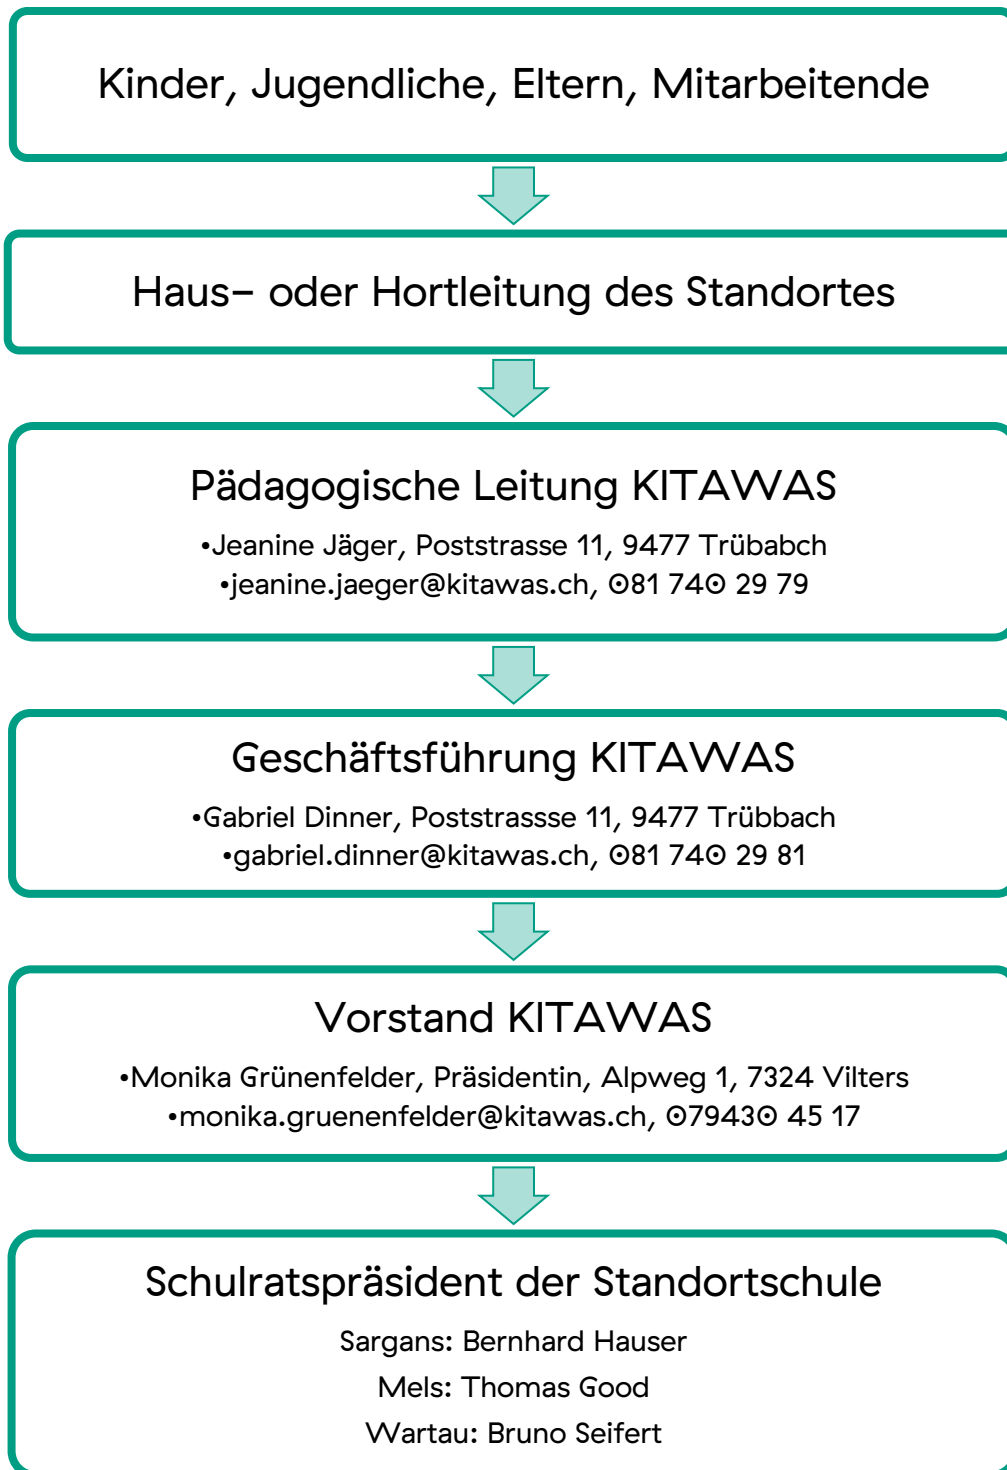 Kinder, Jugendliche, Eltern, Mitarbeitende
Haus– oder Hortleitung des Standortes
Pädagogische Leitung KITAWAS
•Jeanine Jäger, Poststrasse 11, 9477 Trübabch
•jeanine.jaeger@kitawas.ch, 081 740 29 79
Geschäftsführung KITAWAS
•Gabriel Dinner, Poststrassse 11, 9477 Trübbach
•gabriel.dinner@kitawas.ch, 081 740 29 81
Vorstand KITAWAS
•Monika Grünenfelder, Präsidentin, Alpweg 1, 7324 Vilters
•monika.gruenenfelder@kitawas.ch, 079430 45 17
Schulratspräsident der Standortschule
Sargans: Bernhard Hauser
Mels: Thomas Good
Wartau: Bruno Seifert